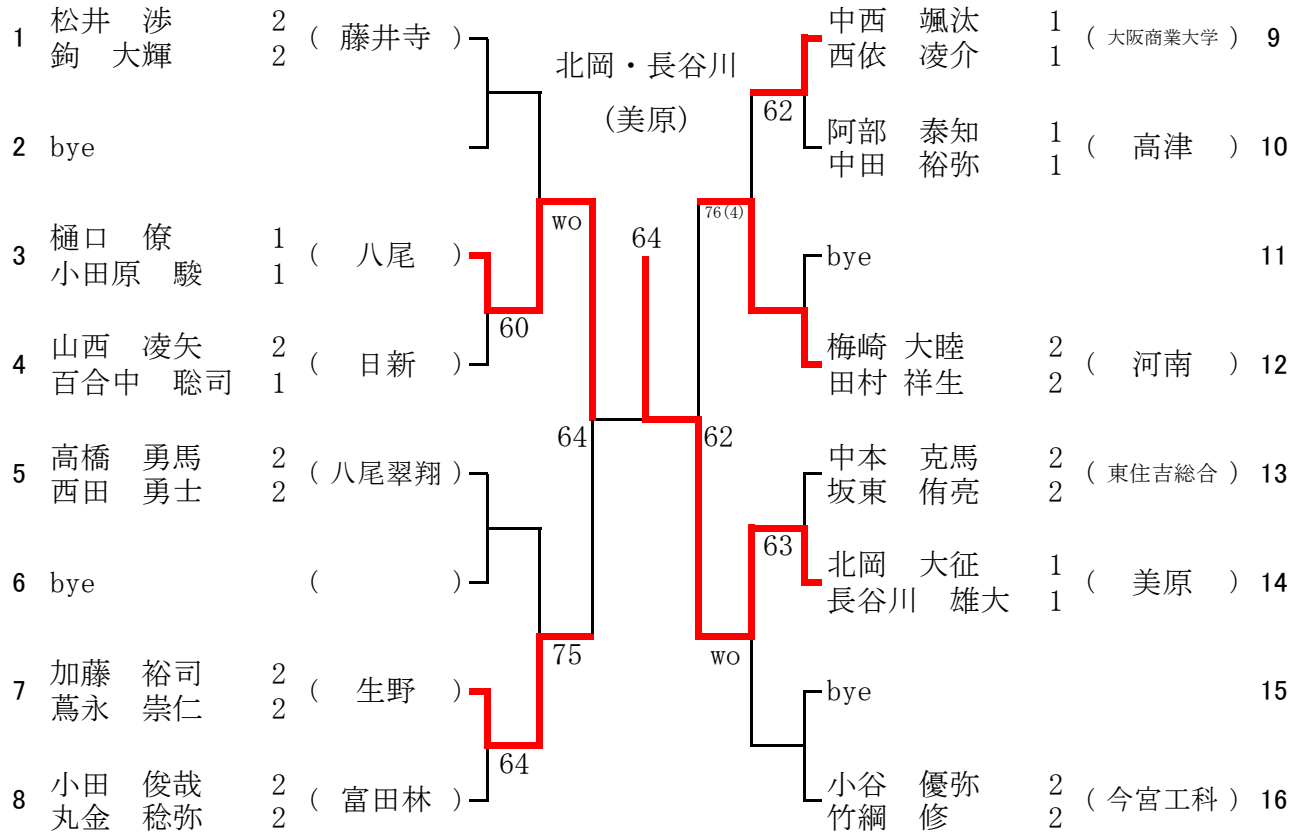 北岡・長谷川
(美原)
1 松井 渉 2 ( 藤井寺 )
鉤 大輝 2
2 bye
3 樋口 僚 1 ( 八尾 )
小田原 駿 1
4 山西 凌矢 2 ( 日新 )
百合中 聡司 1
5 高橋 勇馬 2 ( 八尾翠翔 )
西田 勇士 2
6 bye ( )
7 加藤 裕司 2 ( 生野 )
蔦永 崇仁 2
8 小田 俊哉 2 ( 富田林 )
丸金 稔弥 2
wo
60
64
75
64
64
62
76(4)
62
63
wo
中西 颯汰 1 ( 大阪商業大学 ) 9
西依 凌介 1
阿部 泰知 1 ( 高津 ) 10
中田 裕弥 1
bye 11
梅崎 大睦 2 ( 河南 ) 12
田村 祥生 2
中本 克馬 2 ( 東住吉総合 ) 13
坂東 侑亮 2
北岡 大征 1 ( 美原 ) 14
長谷川 雄大 1
bye 15
小谷 優弥 2 ( 今宮工科 ) 16
竹綱 修 2